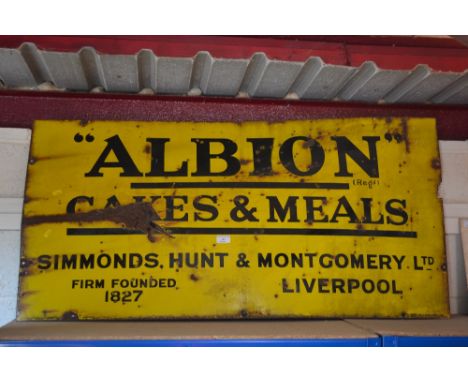 "ALBION"
(Regd)
CAKES & MEALS
SIMMONDS, HUNT & MONTGOMERY. LTD
FIRM FOUNDED LIVERPOOL
1827